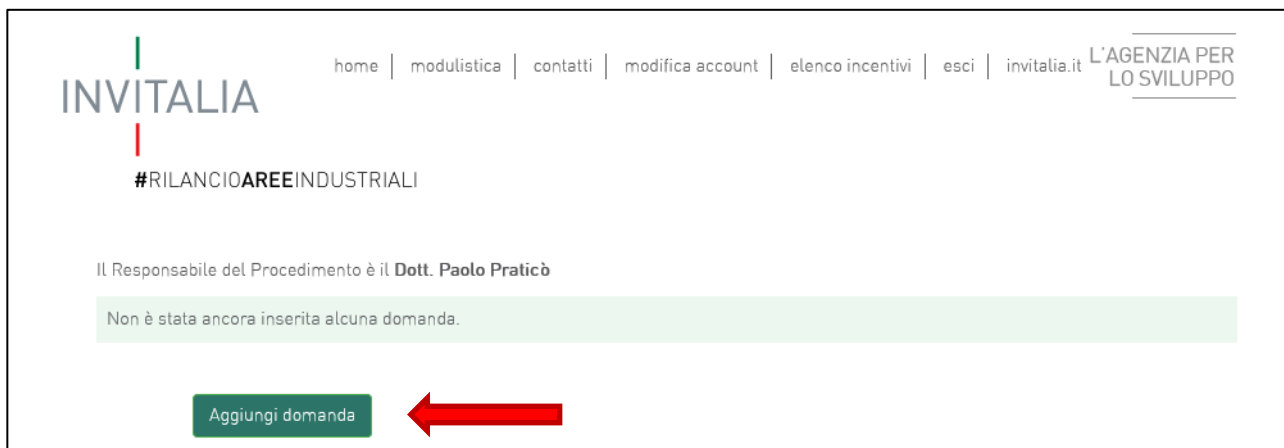 INVITALIA
home | modulistica | contatti | modifica account | elenco incentivi | esci | invitalia.it
L'AGENZIA PER
LO SVILUPPO
#RILANCIOAREEINDUSTRIALI
Il Responsabile del Procedimento è il Dott. Paolo Praticò
Non è stata ancora inserita alcuna domanda.
Aggiungi domanda